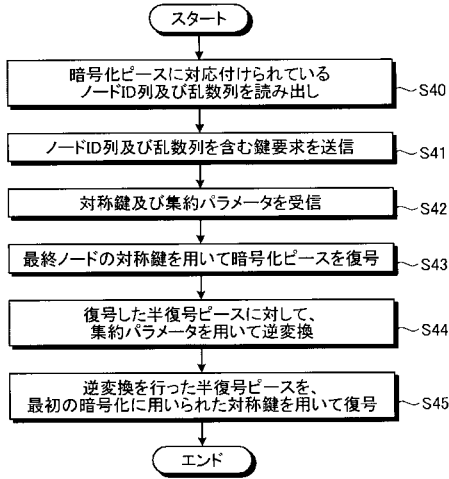 スタート
暗号化ピースに対応付けられている
ノードID列及び乱数列を読み出し
S40
ノードID列及び乱数列を含む鍵要求を送信
S41
対称鍵及び集約パラメータを受信
S42
最終ノードの対称鍵を用いて暗号化ピースを復号
S43
復号した半復号ピースに対して、
集約パラメータを用いて逆変換
S44
逆変換を行った半復号ピースを、
最初の暗号化に用いられた対称鍵を用いて復号
S45
エンド